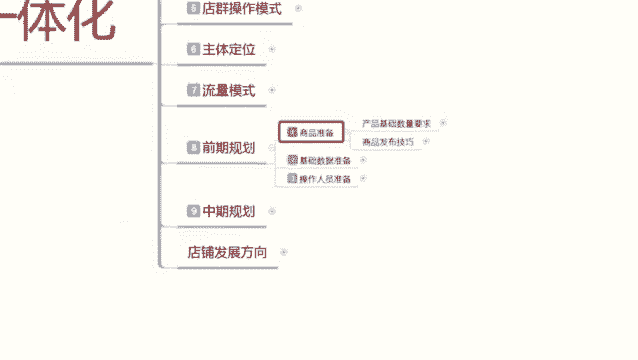 一体化
5 店群操作模式
6 主体定位
7 流量模式
8 前期规划
商品准备
产品基础数量要求
商品发布技巧
基础数据准备
操作人员准备
9 中期规划
店铺发展方向